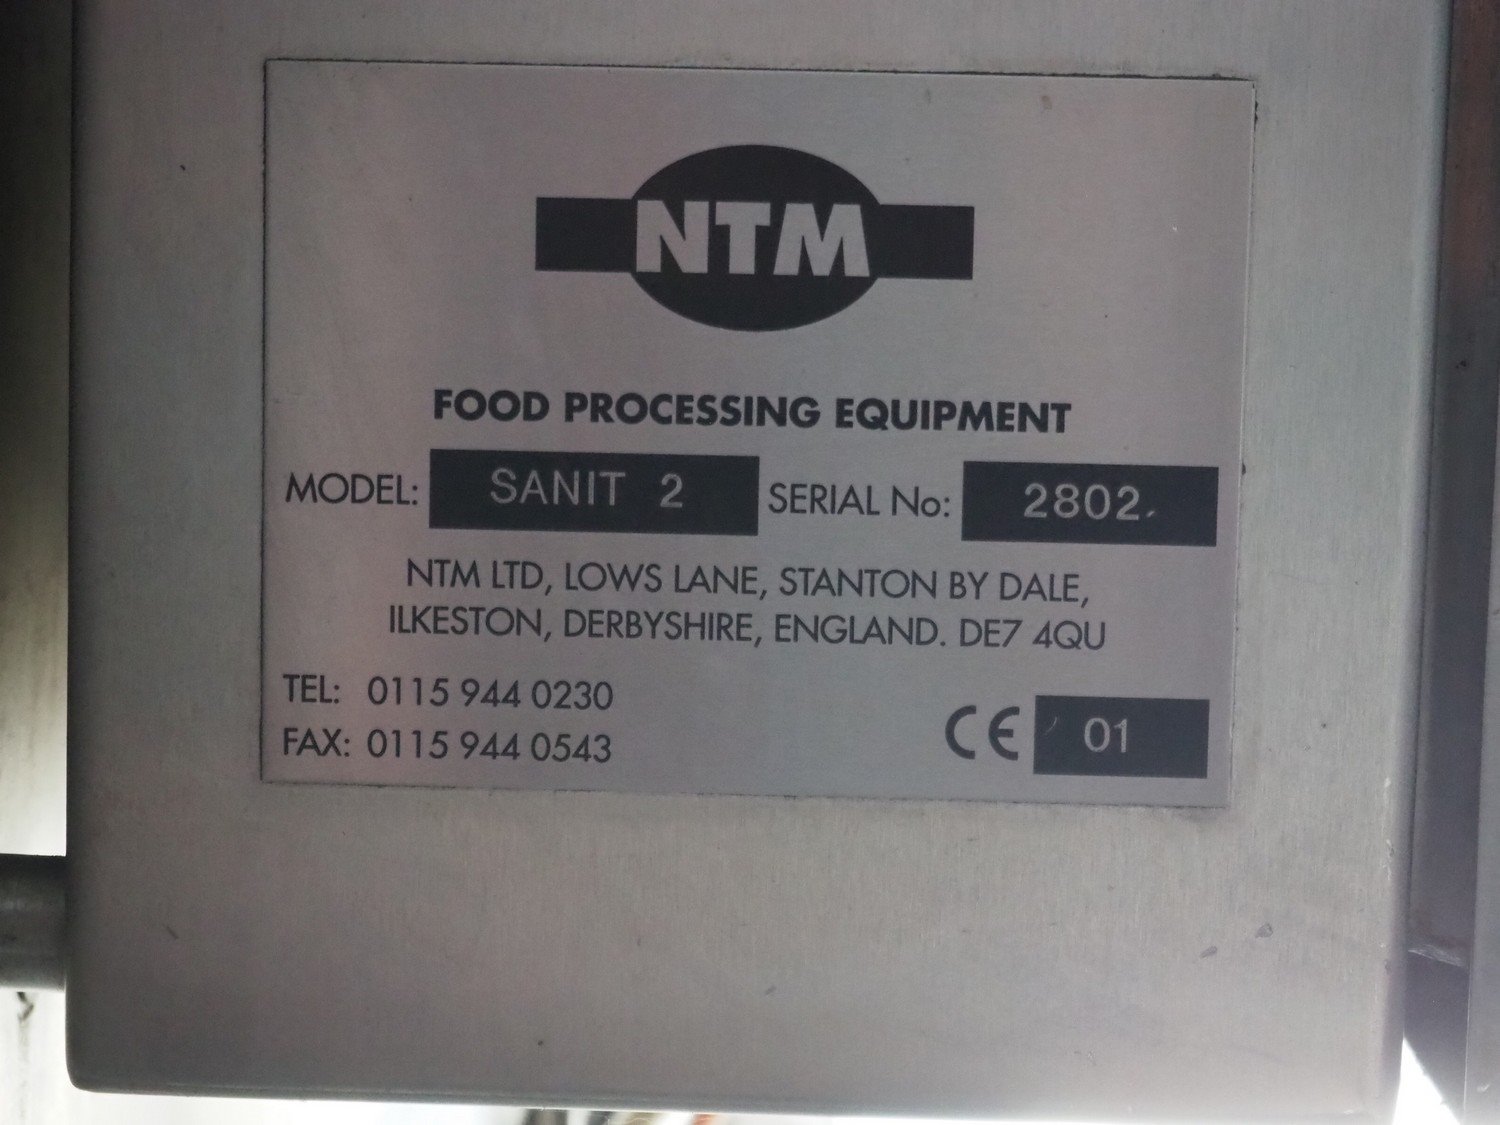 NTM
FOOD PROCESSING EQUIPMENT
MODEL: SANIT 2 SERIAL No: 2802.
NTM LTD, LOWS LANE, STANTON BY DALE,
ILKESTON, DERBYSHIRE, ENGLAND. DE7 4QU
TEL: 0115 944 0230
FAX: 0115 944 0543
CE 01